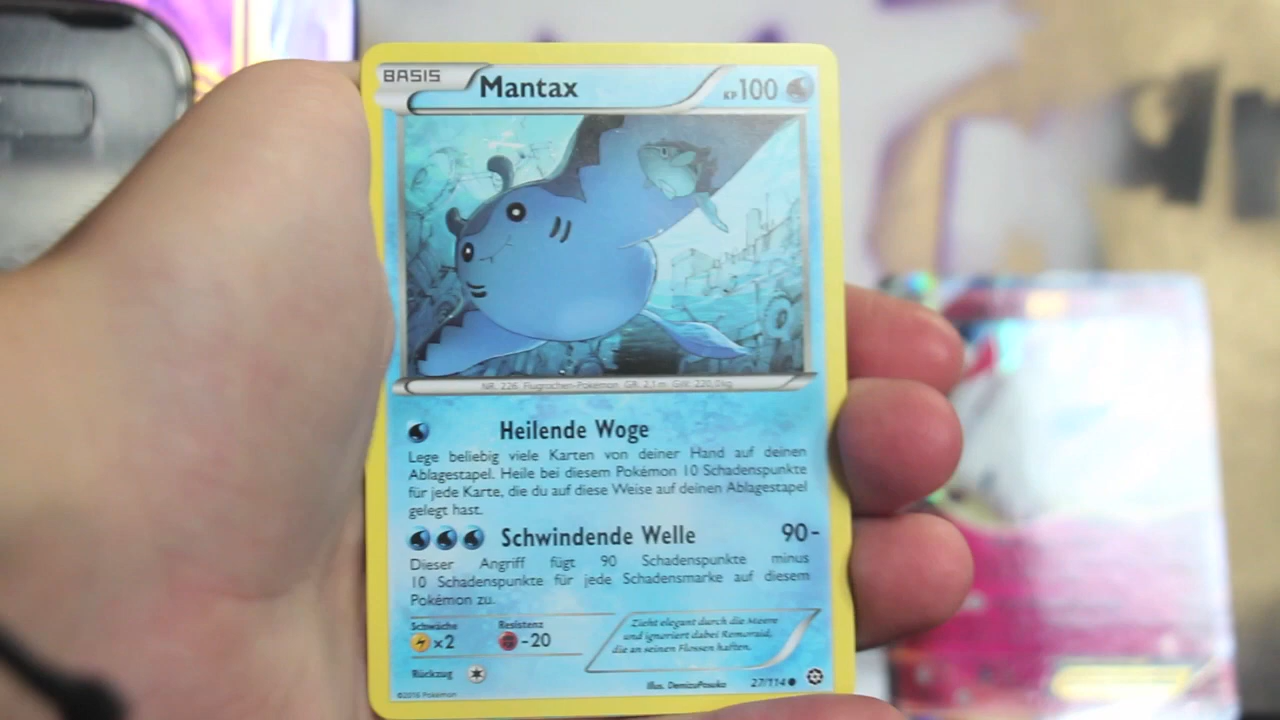 BASIS
Mantax
KP 100
NR. 226 Flugrochen-Pokémon GR: 2,1 m GEW: 220,0 kg
Heilende Woge
Lege beliebig viele Karten von deiner Hand auf deinen
Ablagestapel. Heile bei diesem Pokémon 10 Schadenspunkte
für jede Karte, die du auf diese Weise auf deinen Ablagestapel
gelegt hast.
Schwindende Welle 90-
Dieser Angriff fügt 90 Schadenspunkte minus
10 Schadenspunkte für jede Schadensmarke auf diesem
Pokémon zu.
Schwäche Resistenz
x2 -20
Zieht elegant durch die Meere
und ignoriert dabei Remoraid,
die an seinen Flossen haften.
Rückzug
©2016 Pokémon
Illus. DemizuPosuka 27/114